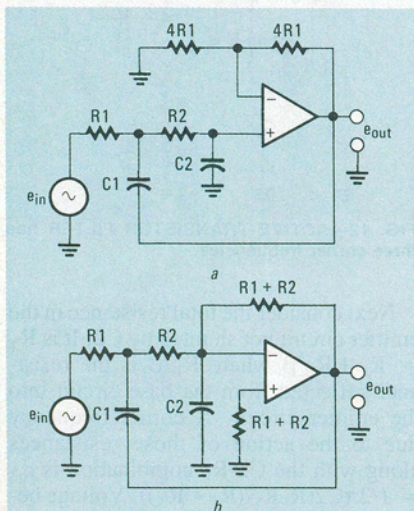 4R1 4R1
R1 R2
−
+
C1 C2
e_in
e_out
a
R1 + R2
R1 R2
−
+
C1 C2
R1 + R2
e_in
e_out
b